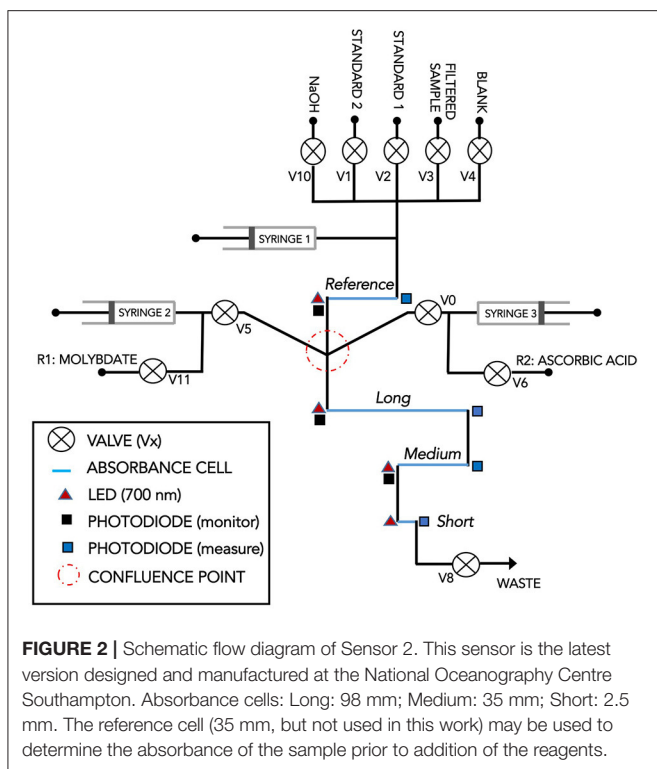 NaOH
STANDARD 2
STANDARD 1
FILTERED
SAMPLE
BLANK
V10
V1
V2
V3
V4
SYRINGE 1
Reference
SYRINGE 2
V5
V0
SYRINGE 3
R1: MOLYBDATE
V11
R2: ASCORBIC ACID
V6
Long
Medium
Short
V8
WASTE
VALVE (Vx)
ABSORBANCE CELL
LED (700 nm)
PHOTODIODE (monitor)
PHOTODIODE (measure)
CONFLUENCE POINT
FIGURE 2 | Schematic flow diagram of Sensor 2. This sensor is the latest
version designed and manufactured at the National Oceanography Centre
Southampton. Absorbance cells: Long: 98 mm; Medium: 35 mm; Short: 2.5
mm. The reference cell (35 mm, but not used in this work) may be used to
determine the absorbance of the sample prior to addition of the reagents.